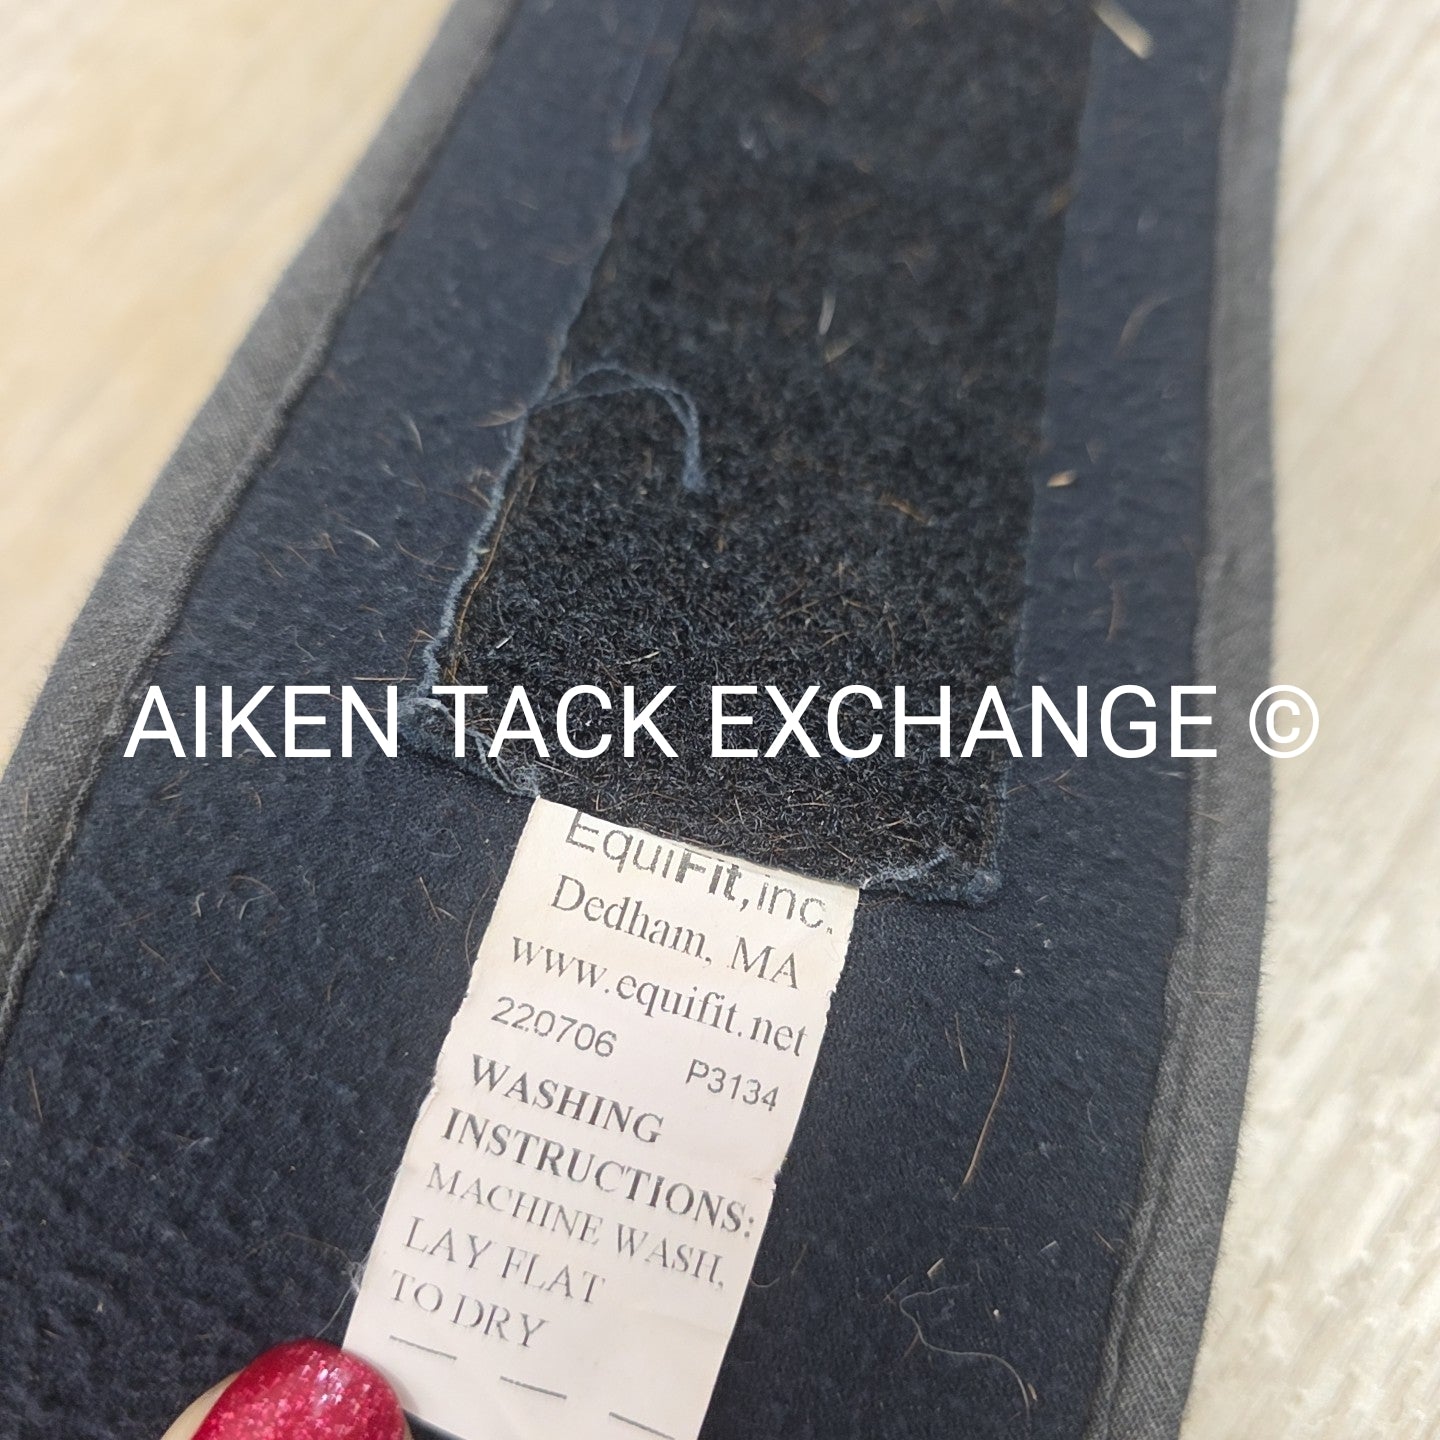 AIKEN TACK EXCHANGE ©
EquiFit, inc.
Dedham, MA
www.equifit.net
220706 P3134
WASHING
INSTRUCTIONS:
MACHINE WASH,
LAY FLAT
TO DRY